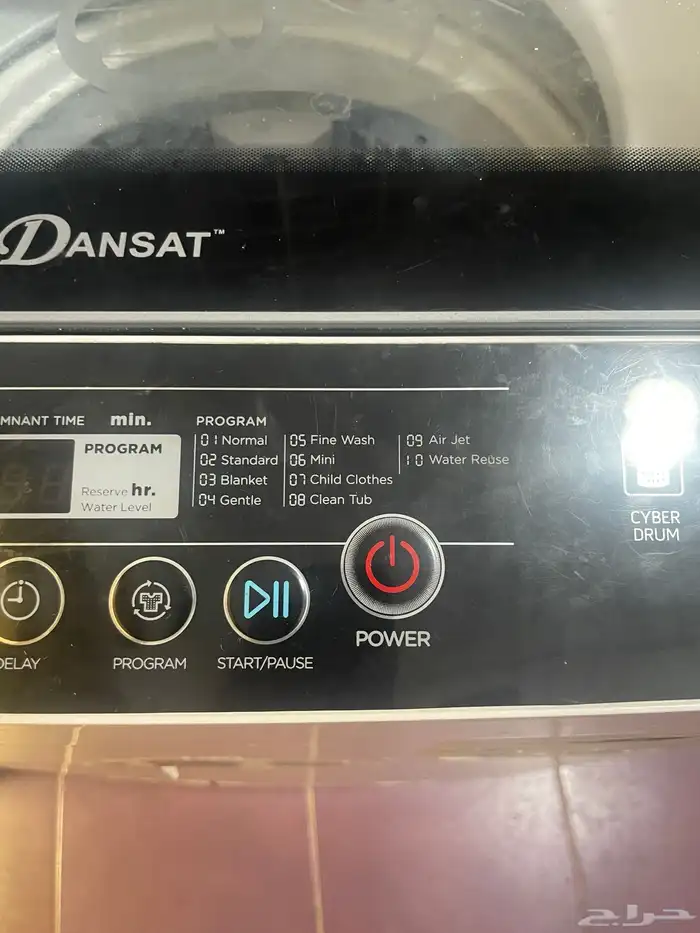 DANSAT™
MNANT TIME min. PROGRAM
PROGRAM
Reserve hr.
Water Level
01 Normal
02 Standard
03 Blanket
04 Gentle
05 Fine Wash
06 Mini
07 Child Clothes
08 Clean Tub
09 Air Jet
10 Water Reuse
CYBER
DRUM
DELAY
PROGRAM
START/PAUSE
POWER
حراج